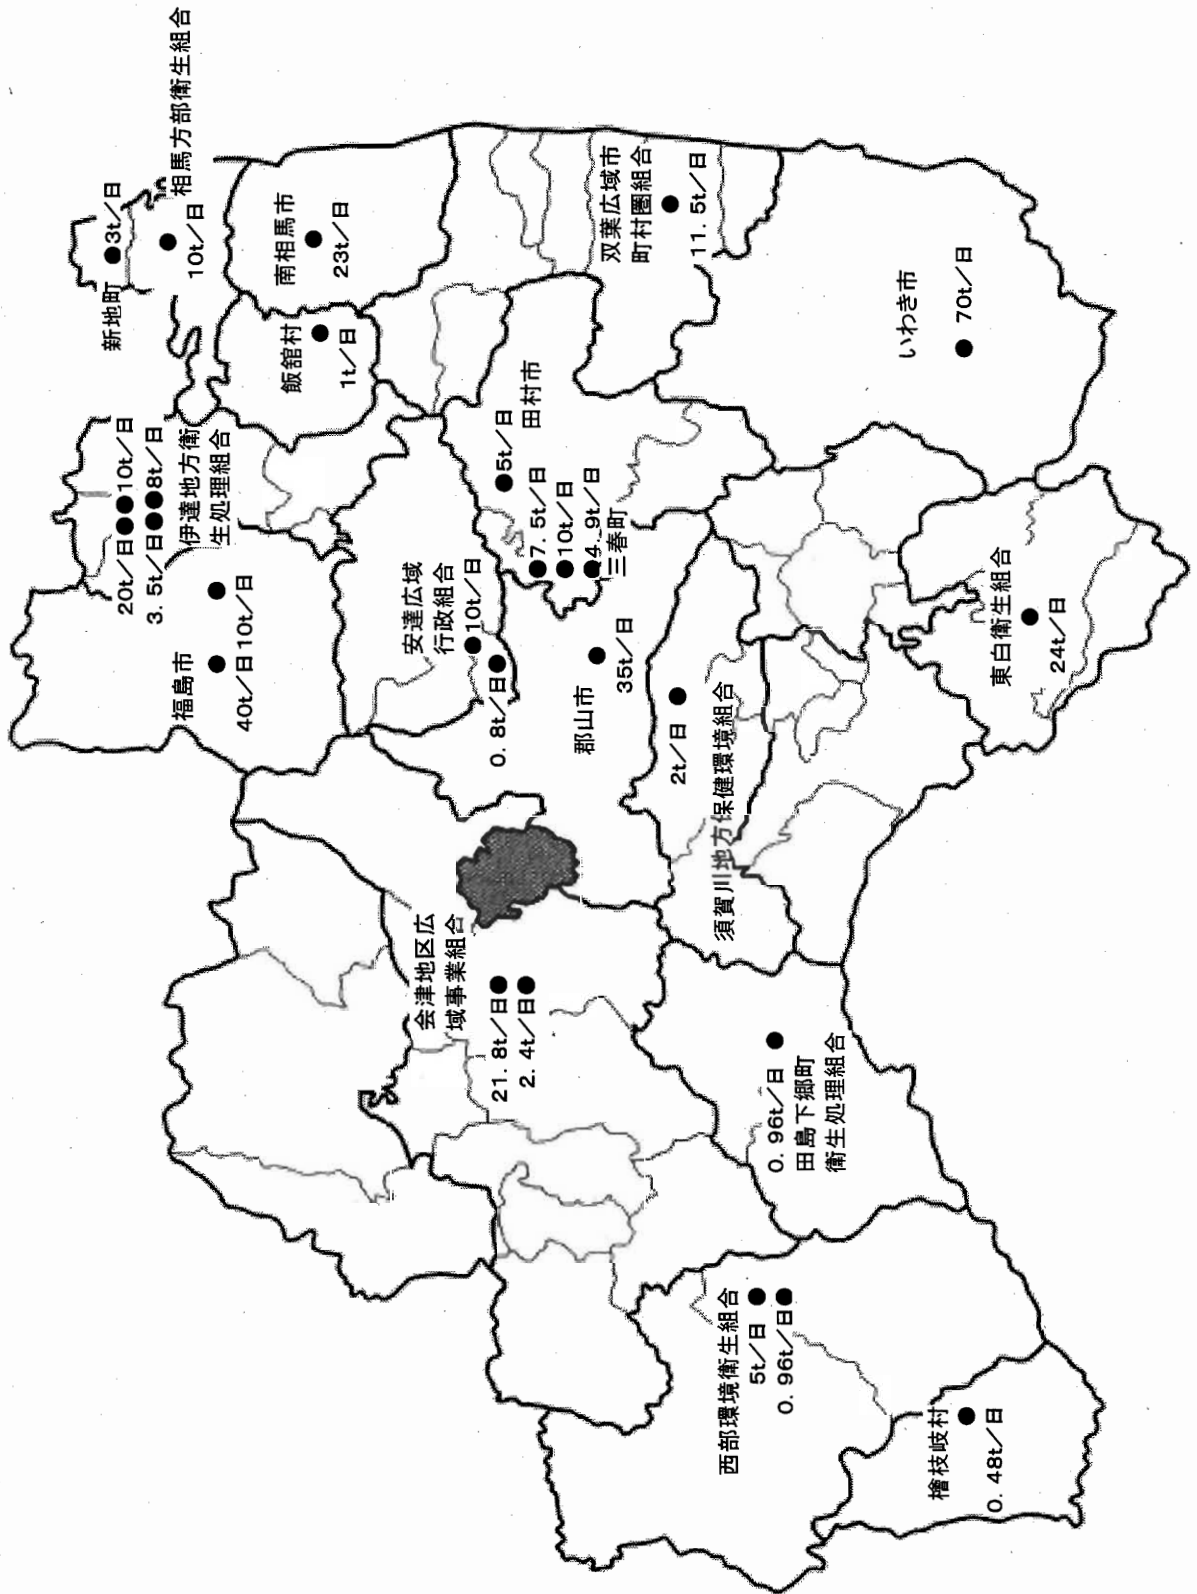 新地町
3t/日
相馬方部衛生組合
10t/日
南相馬市
23t/日
飯舘村
1t/日
20t/日
10t/日
3.5t/日
8t/日
伊達地方衛
生処理組合
福島市
40t/日
10t/日
安達広域
行政組合
10t/日
0.8t/日
田村市
5t/日
7.5t/日
10t/日
4.9t/日
三春町
双葉広域市
町村圏組合
11.5t/日
いわき市
70t/日
郡山市
35t/日
2t/日
須賀川地方保健環境組合
東白衛生組合
24t/日
会津地区広
域事業組合
21.8t/日
2.4t/日
0.96t/日
田島下郷町
衛生処理組合
西部環境衛生組合
5t/日
0.96t/日
檜枝岐村
0.48t/日